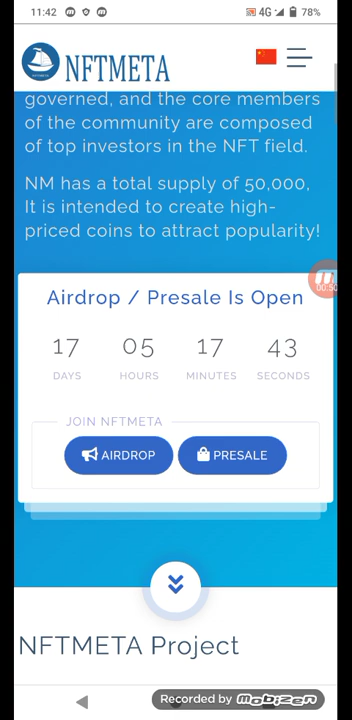 11:42
4G
78%
NFTMETA
governed, and the core members
of the community are composed
of top investors in the NFT field.
NM has a total supply of 50,000,
It is intended to create high-
priced coins to attract popularity!
Airdrop / Presale Is Open
17 05 17 43
DAYS HOURS MINUTES SECONDS
JOIN NFTMETA
AIRDROP PRESALE
NFTMETA Project
Recorded by mobizen